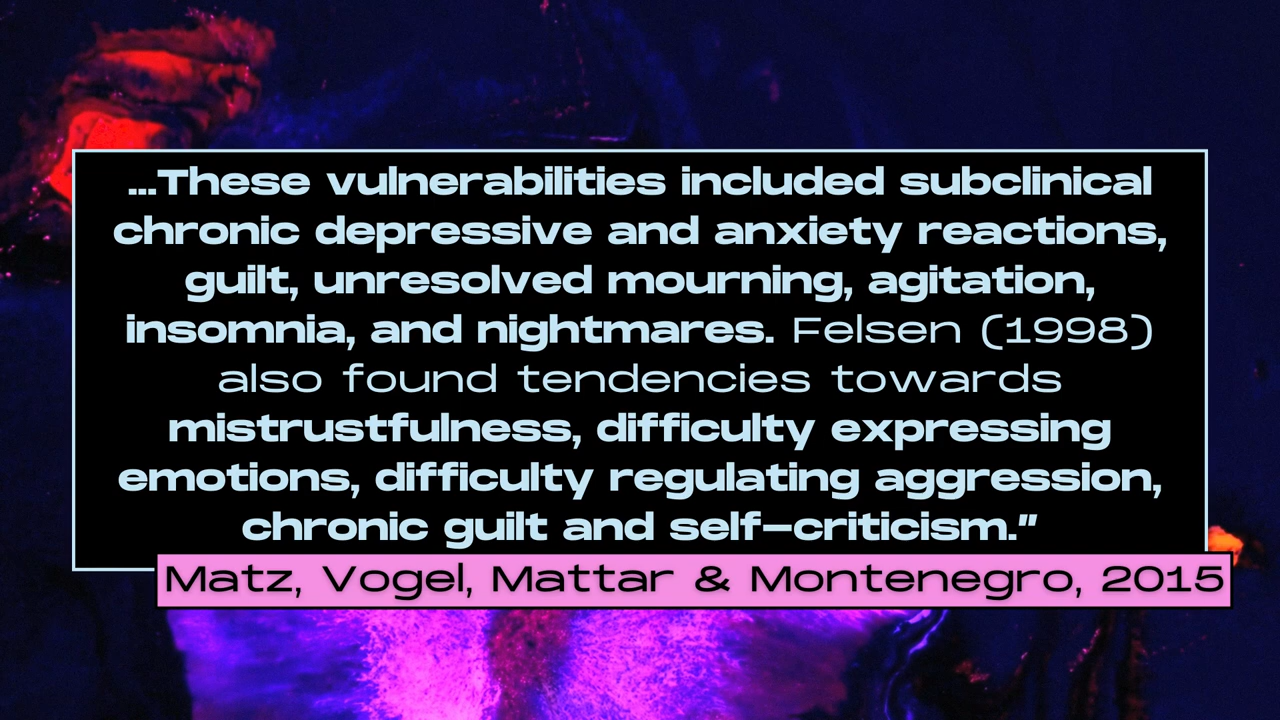 ...These vulnerabilities included subclinical
chronic depressive and anxiety reactions,
guilt, unresolved mourning, agitation,
insomnia, and nightmares. Felsen (1998)
also found tendencies towards
mistrustfulness, difficulty expressing
emotions, difficulty regulating aggression,
chronic guilt and self–criticism.”
Matz, Vogel, Mattar & Montenegro, 2015